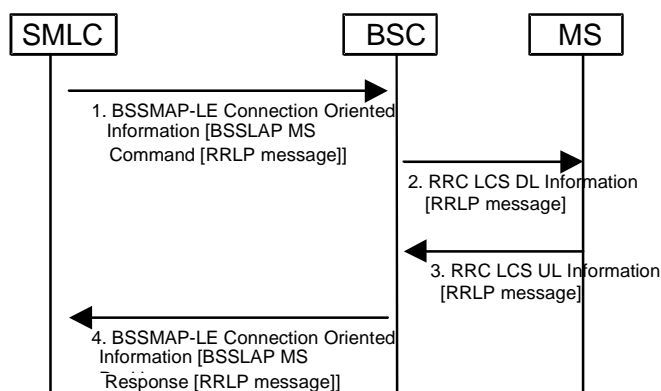 SMLC
BSC
MS
1. BSSMAP-LE Connection Oriented
Information [BSSLAP MS
Command [RRLP message]]
2. RRC LCS DL Information
[RRLP message]
3. RRC LCS UL Information
[RRLP message]
4. BSSMAP-LE Connection Oriented
Information [BSSLAP MS
Response [RRLP message]]